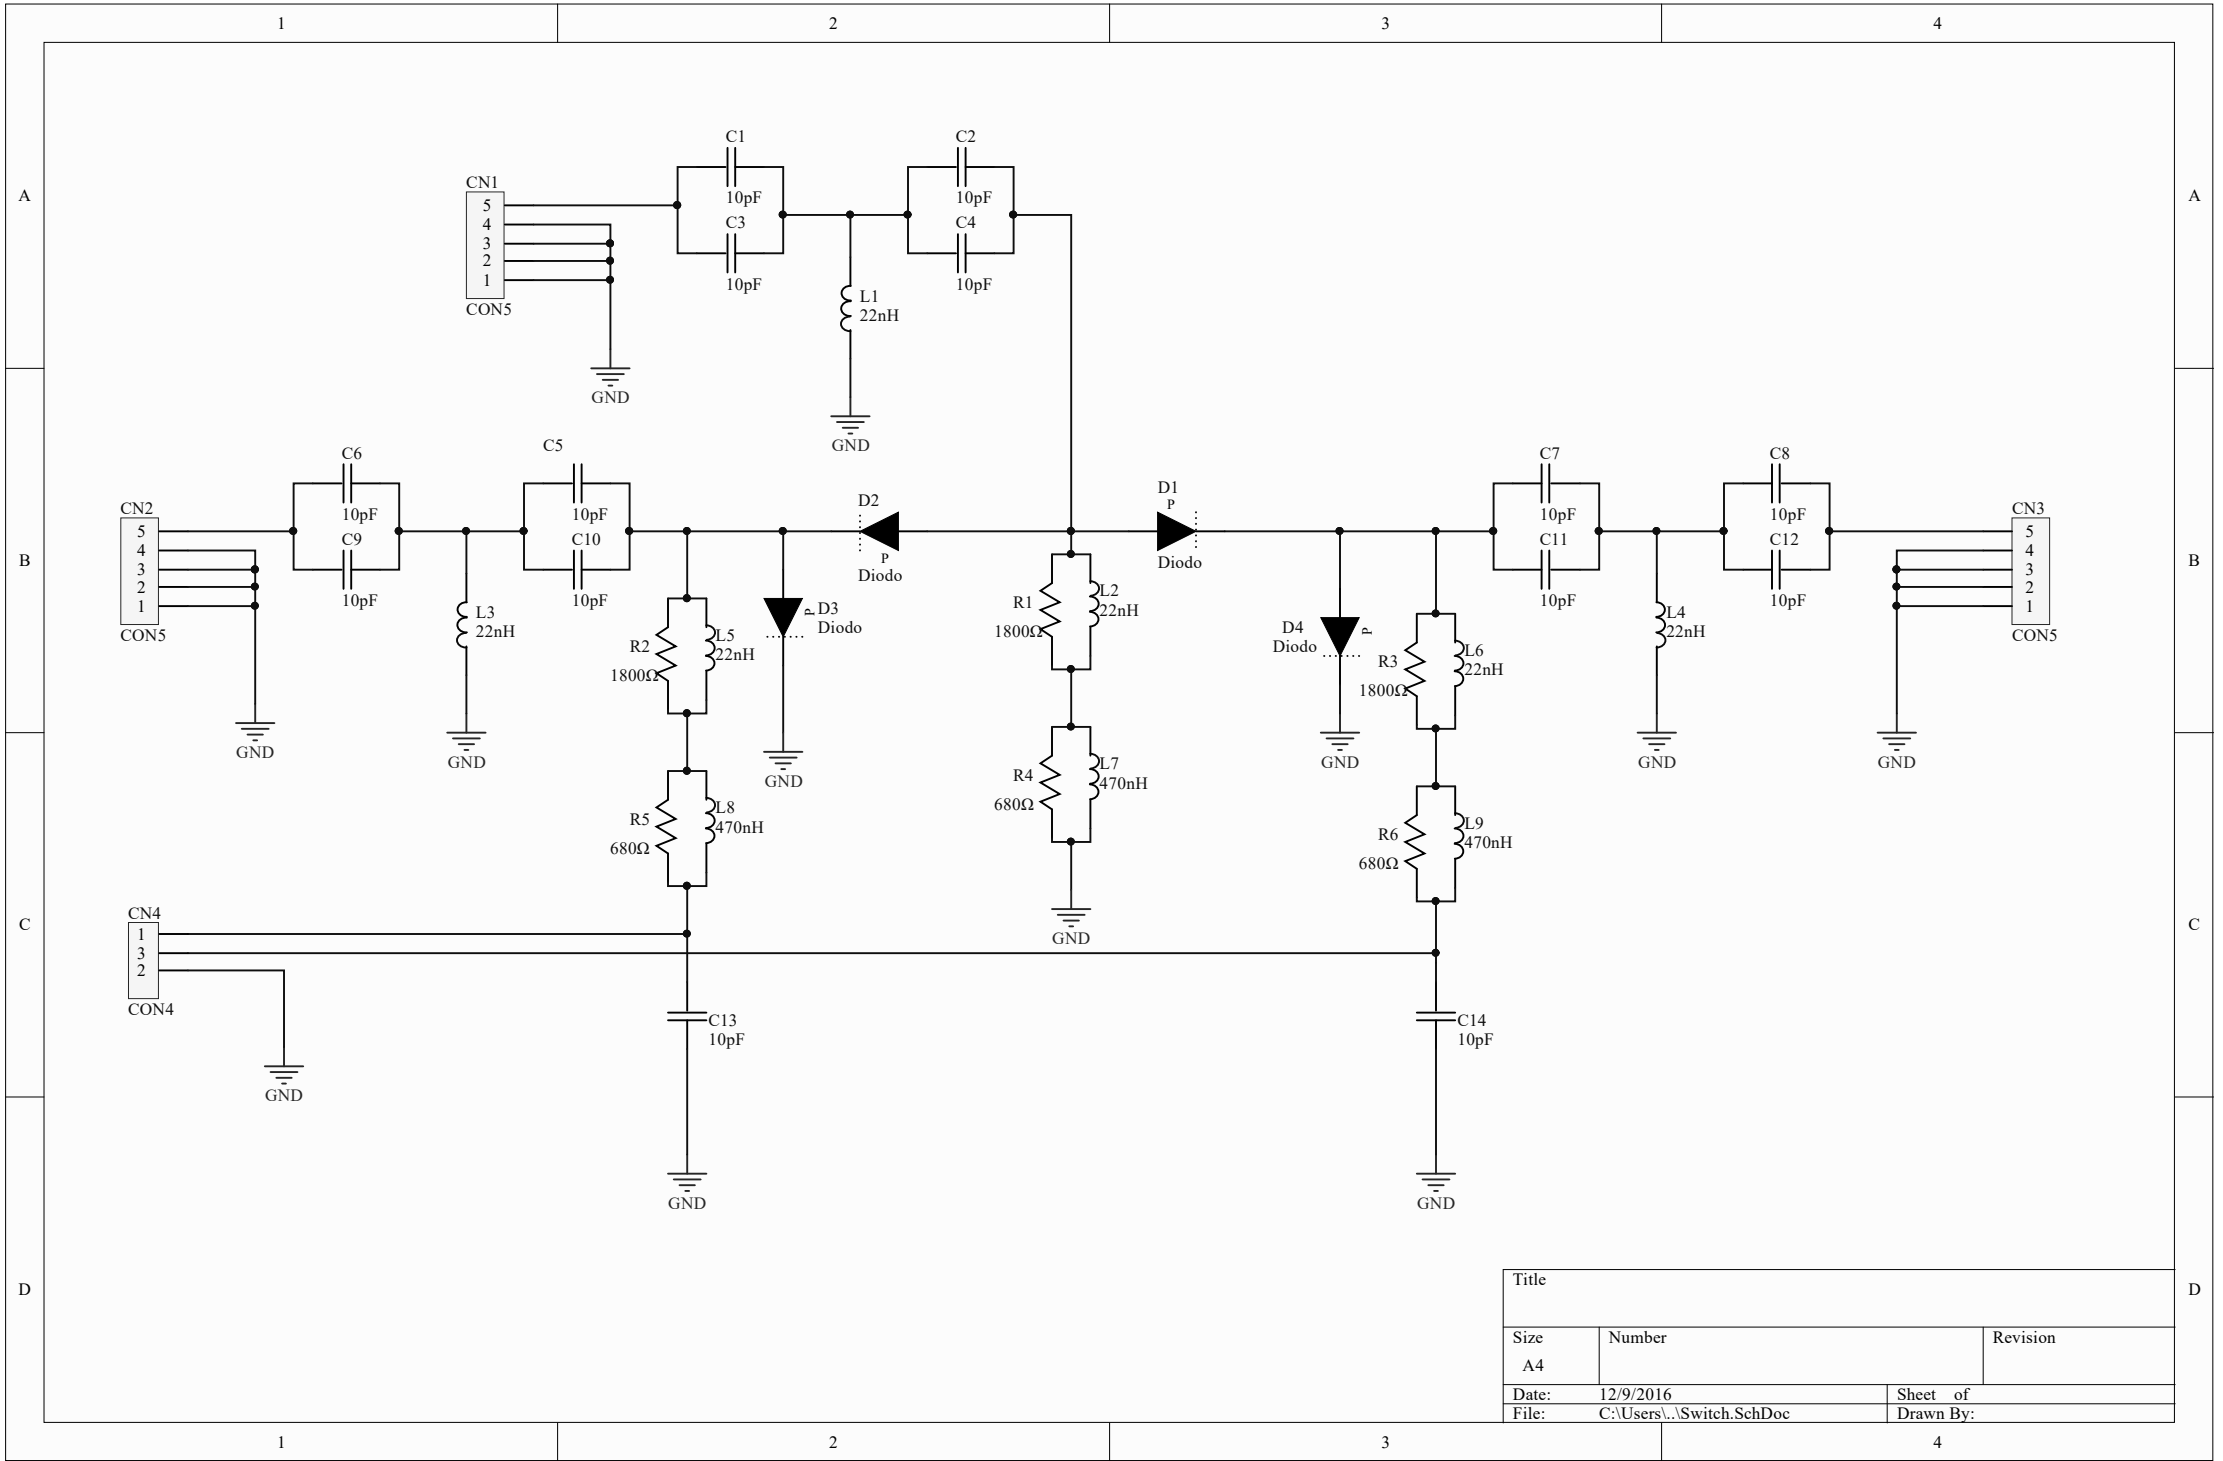 1 2 3 4
A A
C1
10pF
C3
10pF
C2
10pF
C4
10pF
CN1
5
4
3
2
1
CON5
GND
L1
22nH
GND
B B
C6
10pF
C9
10pF
C5
10pF
C10
10pF
CN2
5
4
3
2
1
CON5
GND
L3
22nH
GND
D2
P
Diodo
D1
P
Diodo
D3
P
Diodo
GND
R2
1800Ω
L5
22nH
R5
680Ω
L8
470nH
R1
1800Ω
L2
22nH
R4
680Ω
L7
470nH
GND
D4
P
Diodo
GND
R3
1800Ω
L6
22nH
R6
680Ω
L9
470nH
C7
10pF
C11
10pF
C8
10pF
C12
10pF
L4
22nH
GND
CN3
5
4
3
2
1
CON5
GND
C C
CN4
1
3
2
CON4
GND
C13
10pF
GND
C14
10pF
GND
D D
Title
Size Number Revision
A4
Date: 12/9/2016 Sheet of
File: C:\Users\..\Switch.SchDoc Drawn By:
1 2 3 4